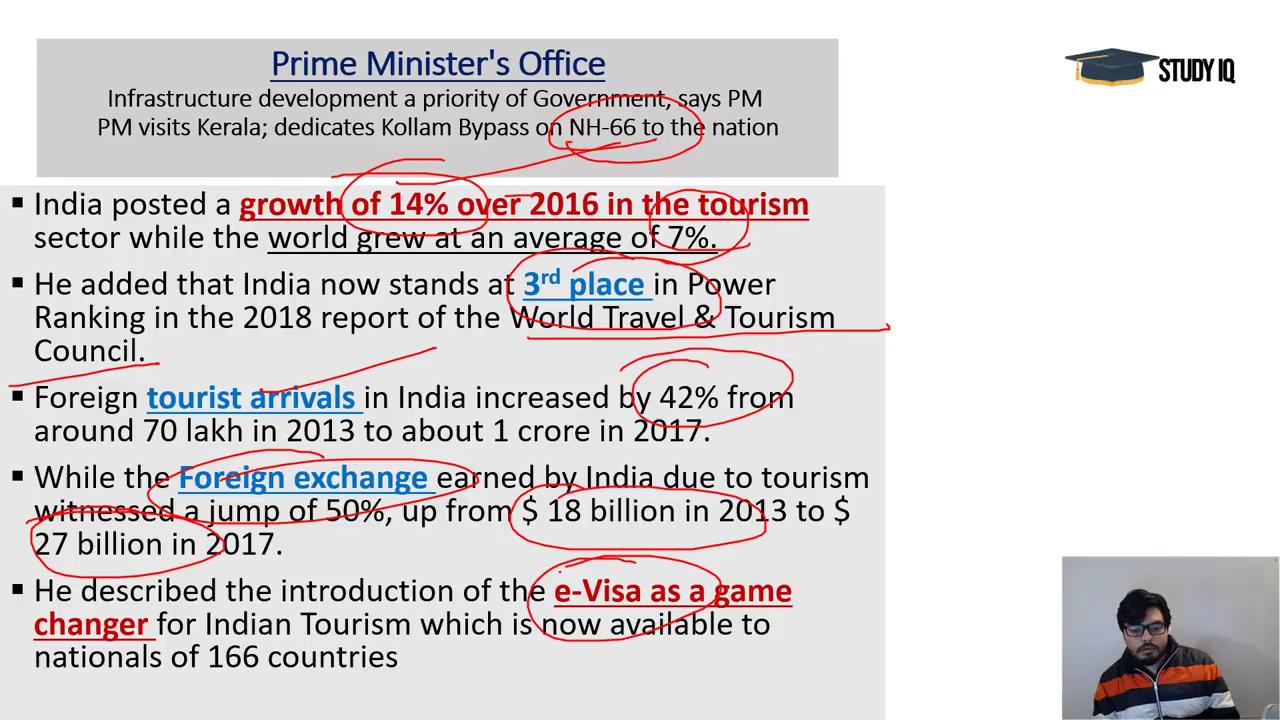 Prime Minister's Office
Infrastructure development a priority of Government, says PM
PM visits Kerala; dedicates Kollam Bypass on NH-66 to the nation
STUDY IQ
▪ India posted a growth of 14% over 2016 in the tourism
sector while the world grew at an average of 7%.
▪ He added that India now stands at 3rd place in Power
Ranking in the 2018 report of the World Travel & Tourism
Council.
▪ Foreign tourist arrivals in India increased by 42% from
around 70 lakh in 2013 to about 1 crore in 2017.
▪ While the Foreign exchange earned by India due to tourism
witnessed a jump of 50%, up from $ 18 billion in 2013 to $
27 billion in 2017.
▪ He described the introduction of the e-Visa as a game
changer for Indian Tourism which is now available to
nationals of 166 countries